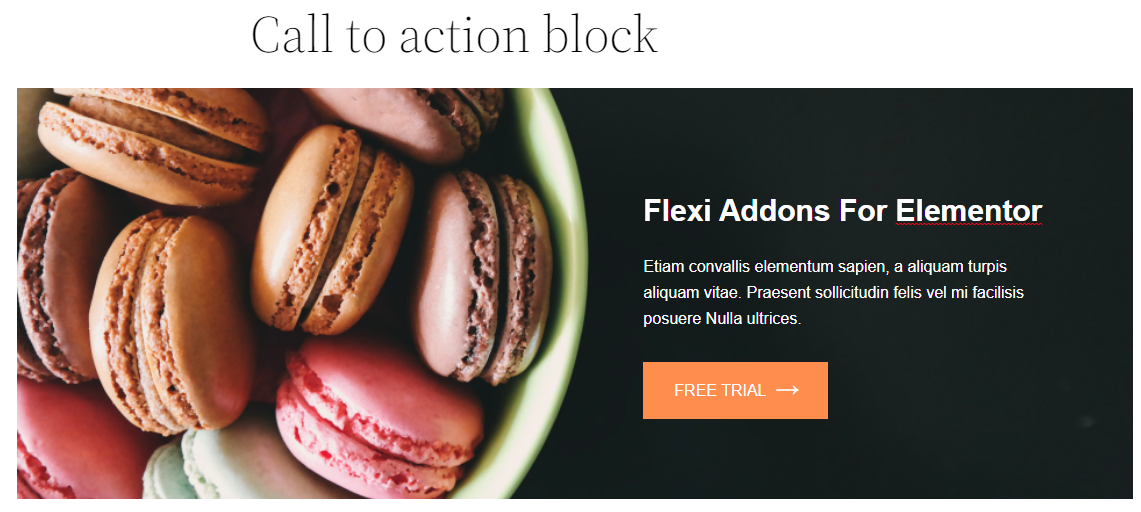 Call to action block
Flexi Addons For Elementor
Etiam convallis elementum sapien, a aliquam turpis
aliquam vitae. Praesent sollicitudin felis vel mi facilisis
posuere Nulla ultrices.
FREE TRIAL →